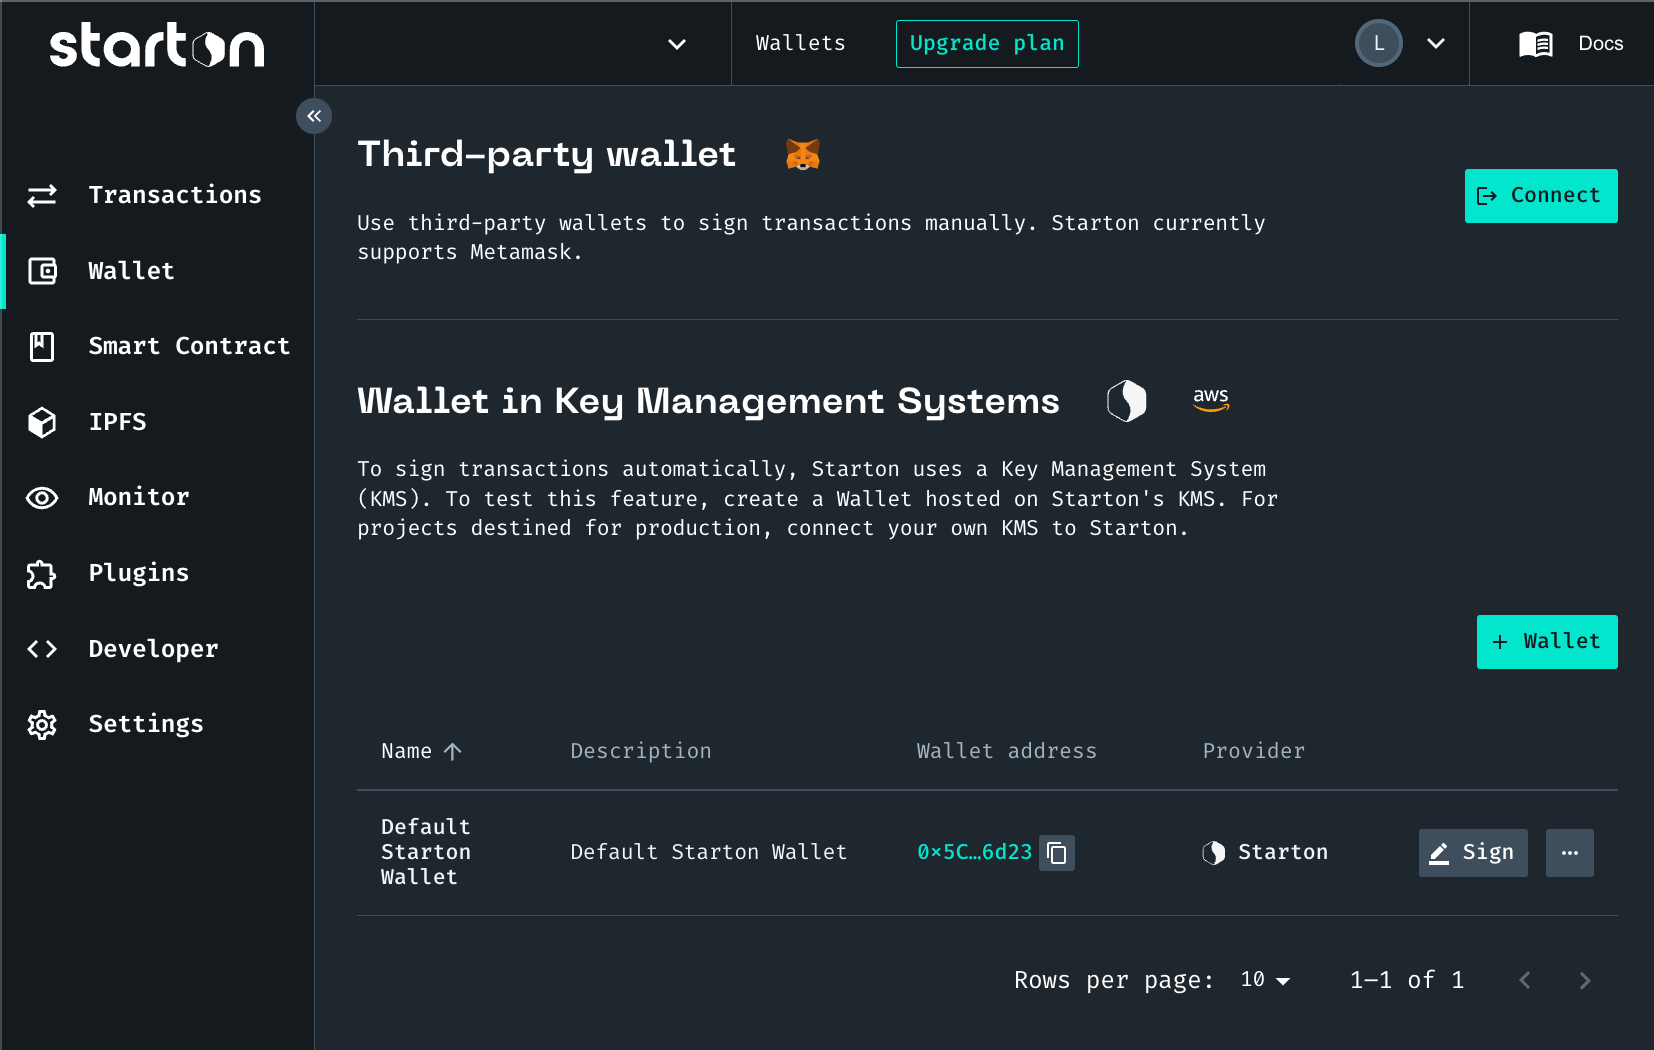 starton
Wallets
Upgrade plan
L
Docs
Transactions
Wallet
Smart Contract
IPFS
Monitor
Plugins
Developer
Settings
Third-party wallet
Use third-party wallets to sign transactions manually. Starton currently
supports Metamask.
Connect
Wallet in Key Management Systems
aws
To sign transactions automatically, Starton uses a Key Management System
(KMS). To test this feature, create a Wallet hosted on Starton's KMS. For
projects destined for production, connect your own KMS to Starton.
+ Wallet
Name Description Wallet address Provider
Default
Starton
Wallet
Default Starton Wallet
0x5C…6d23
Starton
Sign
Rows per page: 10 1–1 of 1